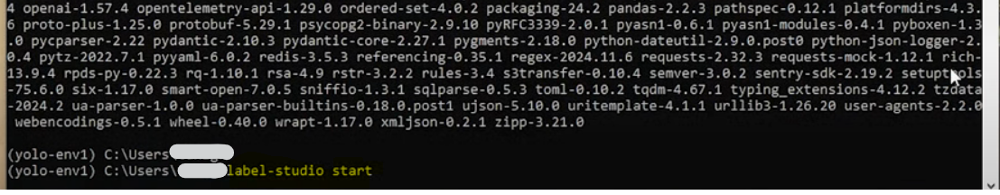 4 openai-1.57.4 opentelemetry-api-1.29.0 ordered-set-4.0.2 packaging-24.2 pandas-2.2.3 pathspec-0.12.1 platformdirs-4.3.
6 proto-plus-1.25.0 protobuf-5.29.1 psycopg2-binary-2.9.10 pyRFC3339-2.0.1 pyasn1-0.6.1 pyasn1-modules-0.4.1 pyboxen-1.3
.0 pycparser-2.22 pydantic-2.10.3 pydantic-core-2.27.1 pygments-2.18.0 python-dateutil-2.9.0.post0 python-json-logger-2.
0.4 pytz-2022.7.1 pyyaml-6.0.2 redis-3.5.3 referencing-0.35.1 regex-2024.11.6 requests-2.32.3 requests-mock-1.12.1 rich-
13.9.4 rpds-py-0.22.3 rq-1.10.1 rsa-4.9 rstr-3.2.2 rules-3.4 s3transfer-0.10.4 semver-3.0.2 sentry-sdk-2.19.2 setuptools
-75.6.0 six-1.17.0 smart-open-7.0.5 sniffio-1.3.1 sqlparse-0.5.3 toml-0.10.2 tqdm-4.67.1 typing_extensions-4.12.2 tzdata
-2024.2 ua-parser-1.0.0 ua-parser-builtins-0.18.0.post1 ujson-5.10.0 uritemplate-4.1.1 urllib3-1.26.20 user-agents-2.2.0
webencodings-0.5.1 wheel-0.40.0 wrapt-1.17.0 xmljson-0.2.1 zipp-3.21.0
(yolo-env1) C:\Users
(yolo-env1) C:\Users\ label-studio start